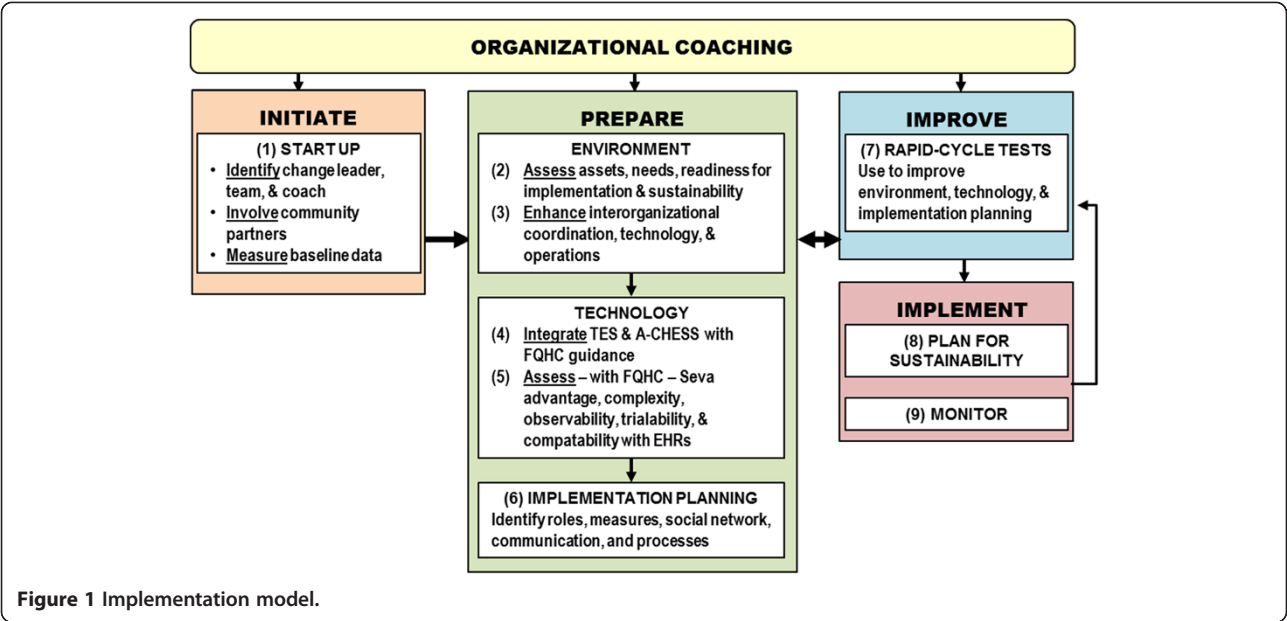 ORGANIZATIONAL COACHING
INITIATE
(1) START UP
• Identify change leader,
team, & coach
• Involve community
partners
• Measure baseline data
PREPARE
ENVIRONMENT
(2) Assess assets, needs, readiness for
implementation & sustainability
(3) Enhance interorganizational
coordination, technology, &
operations
TECHNOLOGY
(4) Integrate TES & A-CHESS with
FQHC guidance
(5) Assess – with FQHC – Seva
advantage, complexity,
observability, trialability, &
compatability with EHRs
(6) IMPLEMENTATION PLANNING
Identify roles, measures, social network,
communication, and processes
IMPROVE
(7) RAPID-CYCLE TESTS
Use to improve
environment, technology, &
implementation planning
IMPLEMENT
(8) PLAN FOR
SUSTAINABILITY
(9) MONITOR
Figure 1 Implementation model.